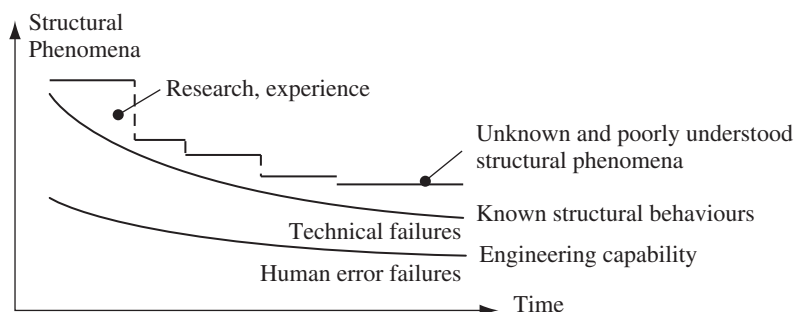 Structural
Phenomena
Research, experience
Unknown and poorly understood
structural phenomena
Known structural behaviours
Technical failures
Engineering capability
Human error failures
Time